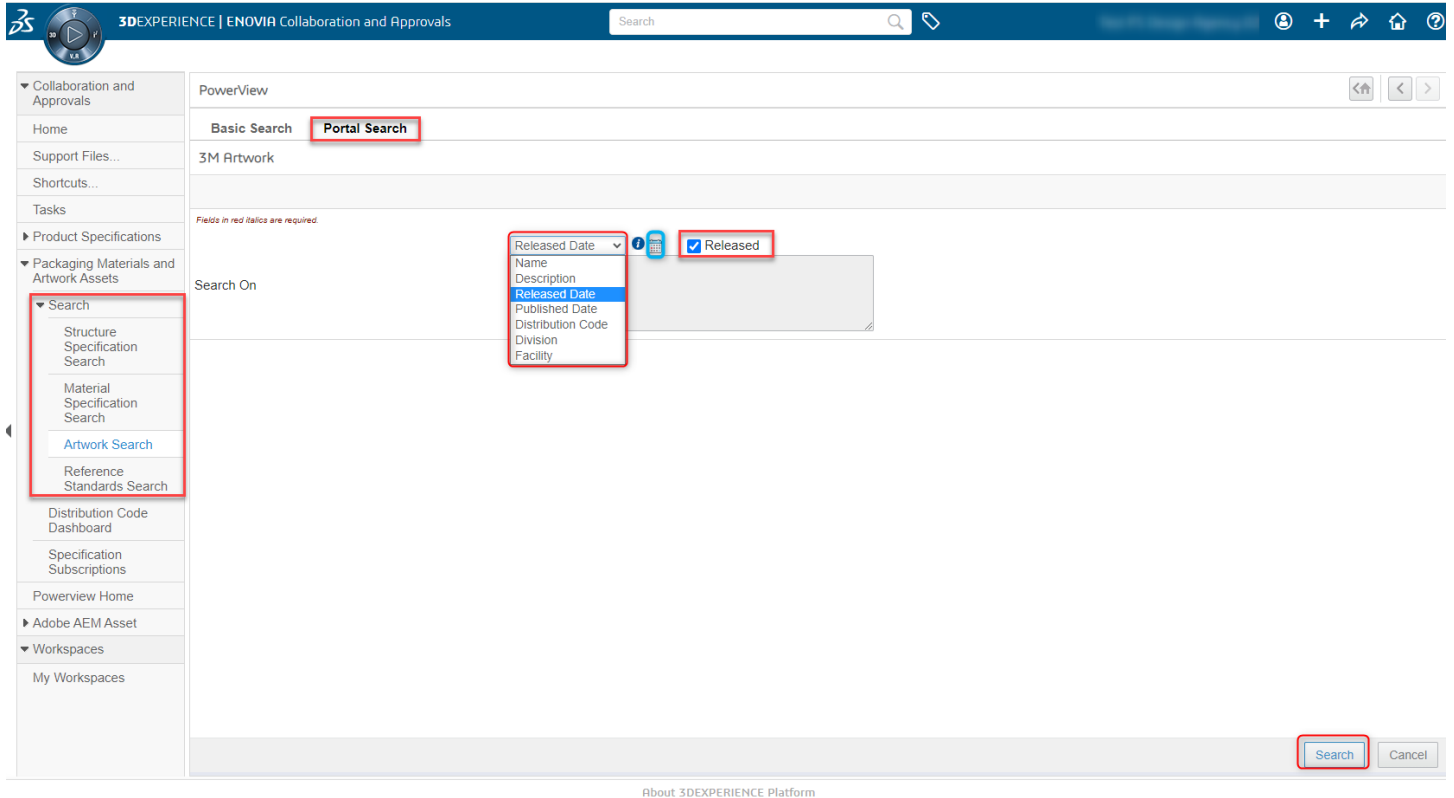 3DEXPERIENCE | ENOVIA Collaboration and Approvals
Search
3D
i²
V.R
Collaboration and
Approvals
Home
Support Files...
Shortcuts...
Tasks
Product Specifications
Packaging Materials and
Artwork Assets
Search
Structure
Specification
Search
Material
Specification
Search
Artwork Search
Reference
Standards Search
Distribution Code
Dashboard
Specification
Subscriptions
Powerview Home
Adobe AEM Asset
Workspaces
My Workspaces
PowerView
Basic Search
Portal Search
3M Artwork
Fields in red italics are required.
Released Date
Released
Search On
Name
Description
Released Date
Published Date
Distribution Code
Division
Facility
Search
Cancel
About 3DEXPERIENCE Platform